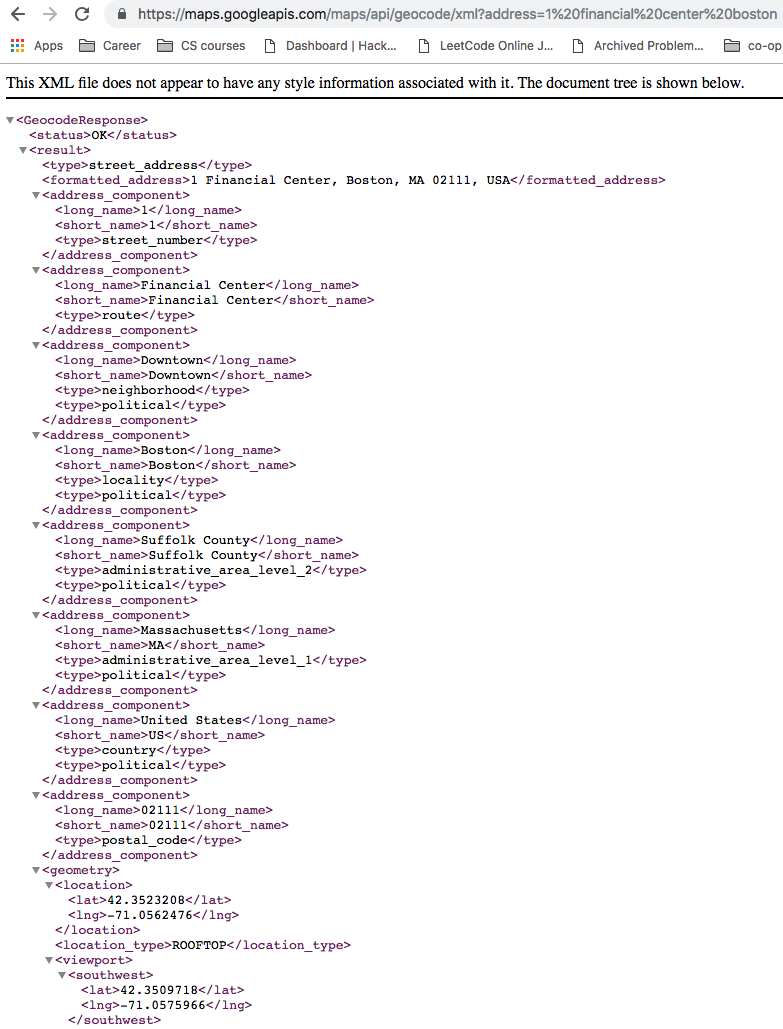 https://maps.googleapis.com/maps/api/geocode/xml?address=1%20financial%20center%20boston
Apps Career CS courses Dashboard | Hack... LeetCode Online J... Archived Problem... co-op
This XML file does not appear to have any style information associated with it. The document tree is shown below.
▼<GeocodeResponse>
<status>OK</status>
▼<result>
<type>street_address</type>
<formatted_address>1 Financial Center, Boston, MA 02111, USA</formatted_address>
▼<address_component>
<long_name>1</long_name>
<short_name>1</short_name>
<type>street_number</type>
</address_component>
▼<address_component>
<long_name>Financial Center</long_name>
<short_name>Financial Center</short_name>
<type>route</type>
</address_component>
▼<address_component>
<long_name>Downtown</long_name>
<short_name>Downtown</short_name>
<type>neighborhood</type>
<type>political</type>
</address_component>
▼<address_component>
<long_name>Boston</long_name>
<short_name>Boston</short_name>
<type>locality</type>
<type>political</type>
</address_component>
▼<address_component>
<long_name>Suffolk County</long_name>
<short_name>Suffolk County</short_name>
<type>administrative_area_level_2</type>
<type>political</type>
</address_component>
▼<address_component>
<long_name>Massachusetts</long_name>
<short_name>MA</short_name>
<type>administrative_area_level_1</type>
<type>political</type>
</address_component>
▼<address_component>
<long_name>United States</long_name>
<short_name>US</short_name>
<type>country</type>
<type>political</type>
</address_component>
▼<address_component>
<long_name>02111</long_name>
<short_name>02111</short_name>
<type>postal_code</type>
</address_component>
▼<geometry>
▼<location>
<lat>42.3523208</lat>
<lng>-71.0562476</lng>
</location>
<location_type>ROOFTOP</location_type>
▼<viewport>
▼<southwest>
<lat>42.3509718</lat>
<lng>-71.0575966</lng>
</southwest>